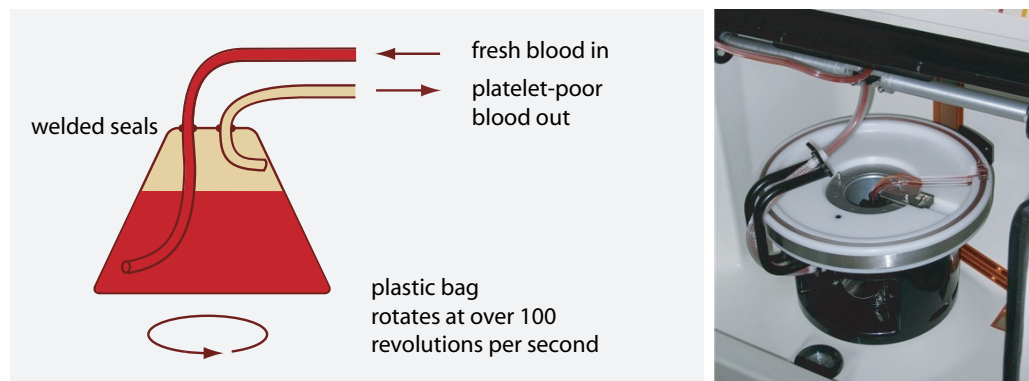 fresh blood in
platelet-poor
blood out
welded seals
plastic bag
rotates at over 100
revolutions per second